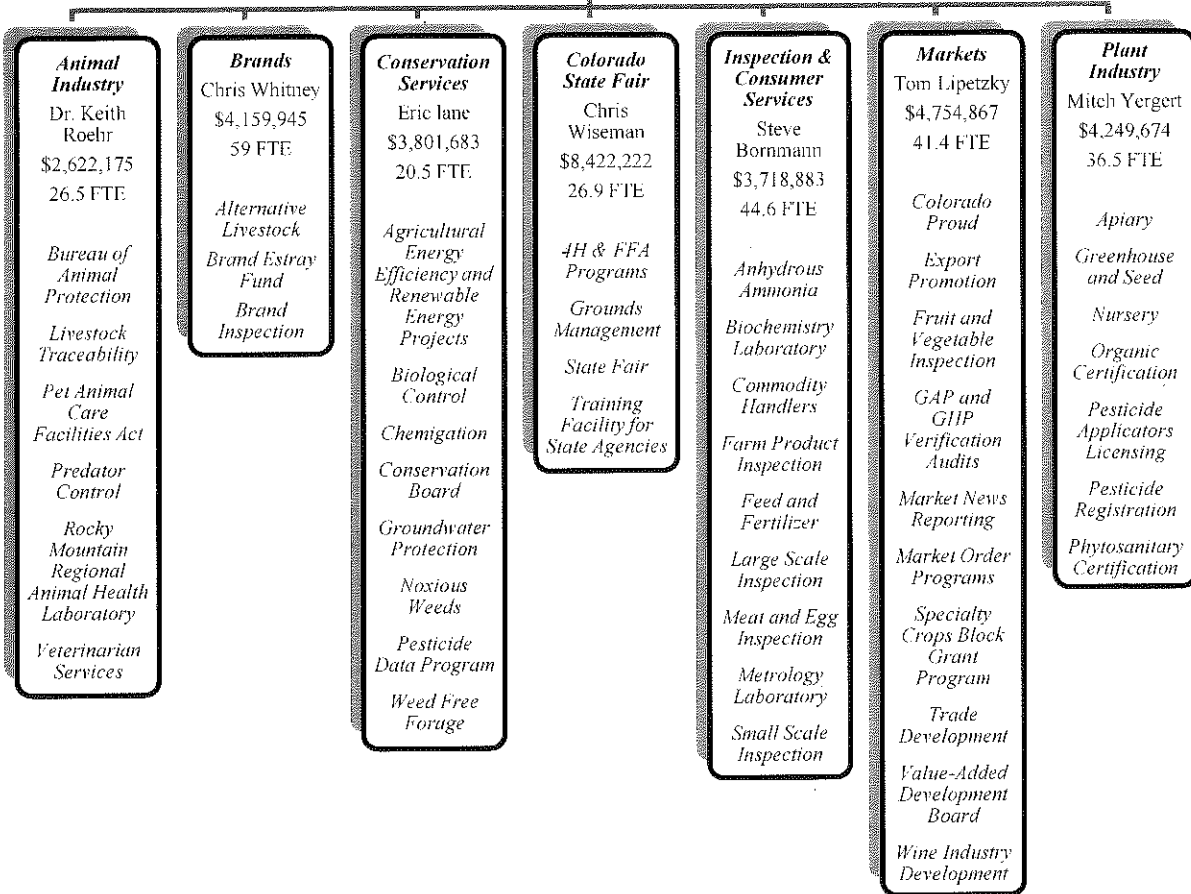 Animal
Industry
Dr. Keith
Roehr
$2,622,175
26.5 FTE
Bureau of
Animal
Protection
Livestock
Traceability
Pet Animal
Care
Facilities Act
Predator
Control
Rocky
Mountain
Regional
Animal Health
Laboratory
Veterinarian
Services
Brands
Chris Whitney
$4,159,945
59 FTE
Alternative
Livestock
Brand Estray
Fund
Brand
Inspection
Conservation
Services
Eric lane
$3,801,683
20.5 FTE
Agricultural
Energy
Efficiency and
Renewable
Energy
Projects
Biological
Control
Chemigation
Conservation
Board
Groundwater
Protection
Noxious
Weeds
Pesticide
Data Program
Weed Free
Forage
Colorado
State Fair
Chris
Wiseman
$8,422,222
26.9 FTE
4H & FFA
Programs
Grounds
Management
State Fair
Training
Facility for
State Agencies
Inspection &
Consumer
Services
Steve
Bornmann
$3,718,883
44.6 FTE
Anhydrous
Ammonia
Biochemistry
Laboratory
Commodity
Handlers
Farm Product
Inspection
Feed and
Fertilizer
Large Scale
Inspection
Meat and Egg
Inspection
Metrology
Laboratory
Small Scale
Inspection
Markets
Tom Lipetzky
$4,754,867
41.4 FTE
Colorado
Proud
Export
Promotion
Fruit and
Vegetable
Inspection
GAP and
GHP
Verification
Audits
Market News
Reporting
Market Order
Programs
Specialty
Crops Block
Grant
Program
Trade
Development
Value-Added
Development
Board
Wine Industry
Development
Plant
Industry
Mitch Yergert
$4,249,674
36.5 FTE
Apiary
Greenhouse
and Seed
Nursery
Organic
Certification
Pesticide
Applicators
Licensing
Pesticide
Registration
Phytosanitary
Certification